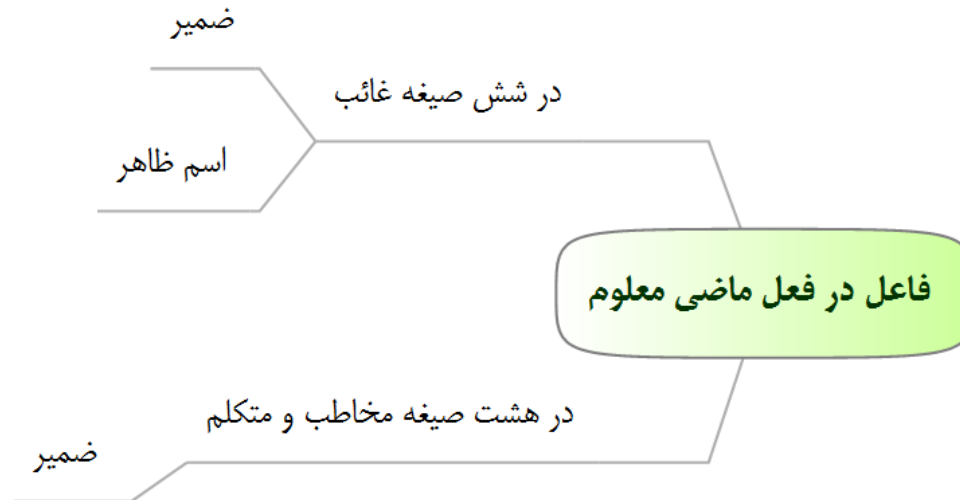 فاعل در فعل ماضی معلوم
در شش صیغه غائب
ضمیر
اسم ظاهر
در هشت صیغه مخاطب و متکلم
ضمیر